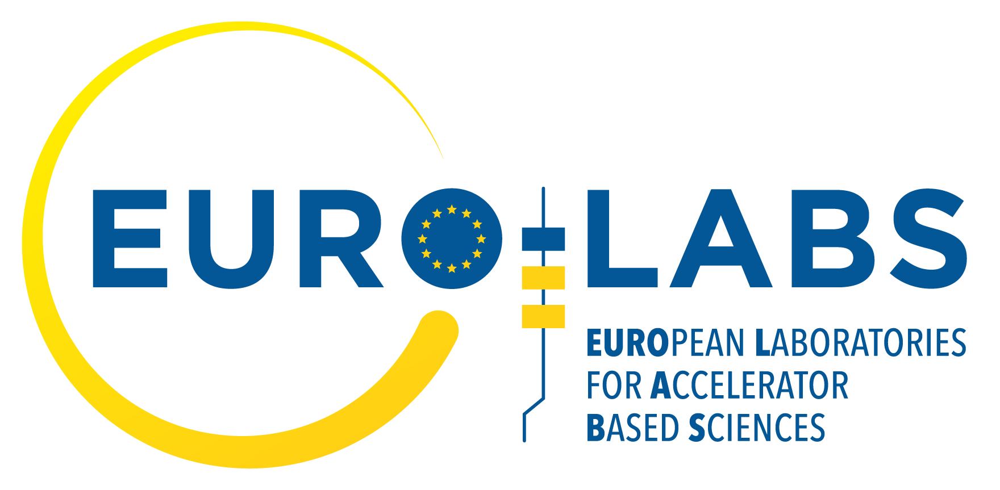 EURO LABS
EUROPEAN LABORATORIES
FOR ACCELERATOR
BASED SCIENCES